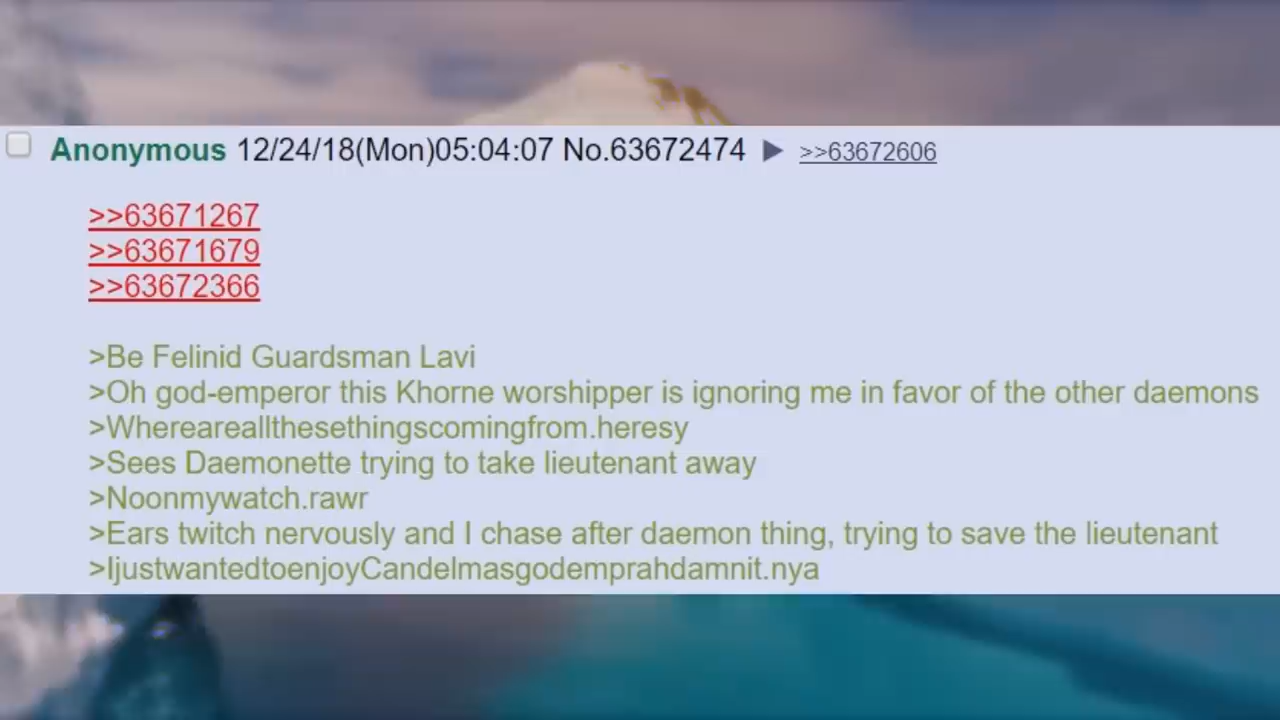 Anonymous 12/24/18(Mon)05:04:07 No.63672474 ▶ >>63672606
>>63671267
>>63671679
>>63672366
>Be Felinid Guardsman Lavi
>Oh god-emperor this Khorne worshipper is ignoring me in favor of the other daemons
>Whereareallthesethingscomingfrom.heresy
>Sees Daemonette trying to take lieutenant away
>Noonmywatch.rawr
>Ears twitch nervously and I chase after daemon thing, trying to save the lieutenant
>IjustwantedtoenjoyCandelmasgodemprahdamnit.nya